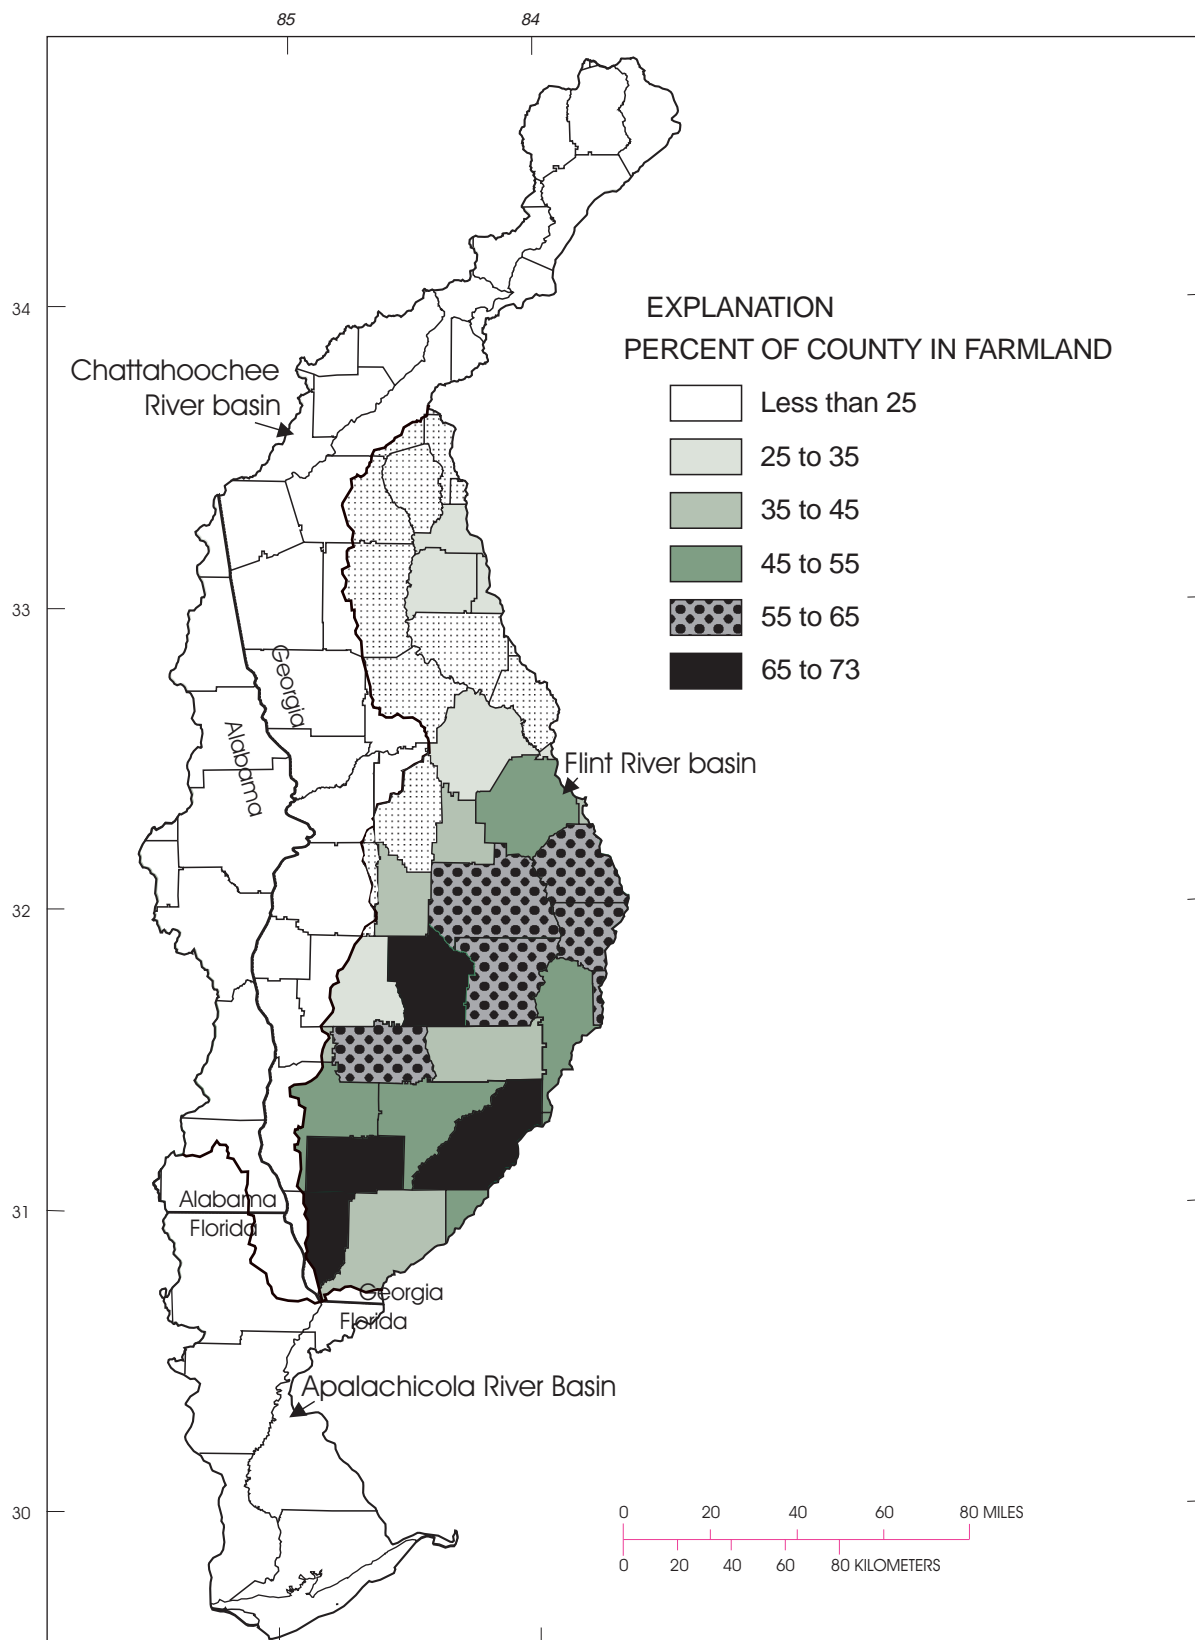 85
84
34
EXPLANATION
PERCENT OF COUNTY IN FARMLAND
Chattahoochee
River basin
Less than 25
25 to 35
35 to 45
45 to 55
55 to 65
65 to 73
33
Georgia
Alabama
Flint River basin
32
31
Alabama
Florida
Georgia
Florida
Apalachicola River Basin
30
0 20 40 60 80 MILES
0 20 40 60 80 KILOMETERS